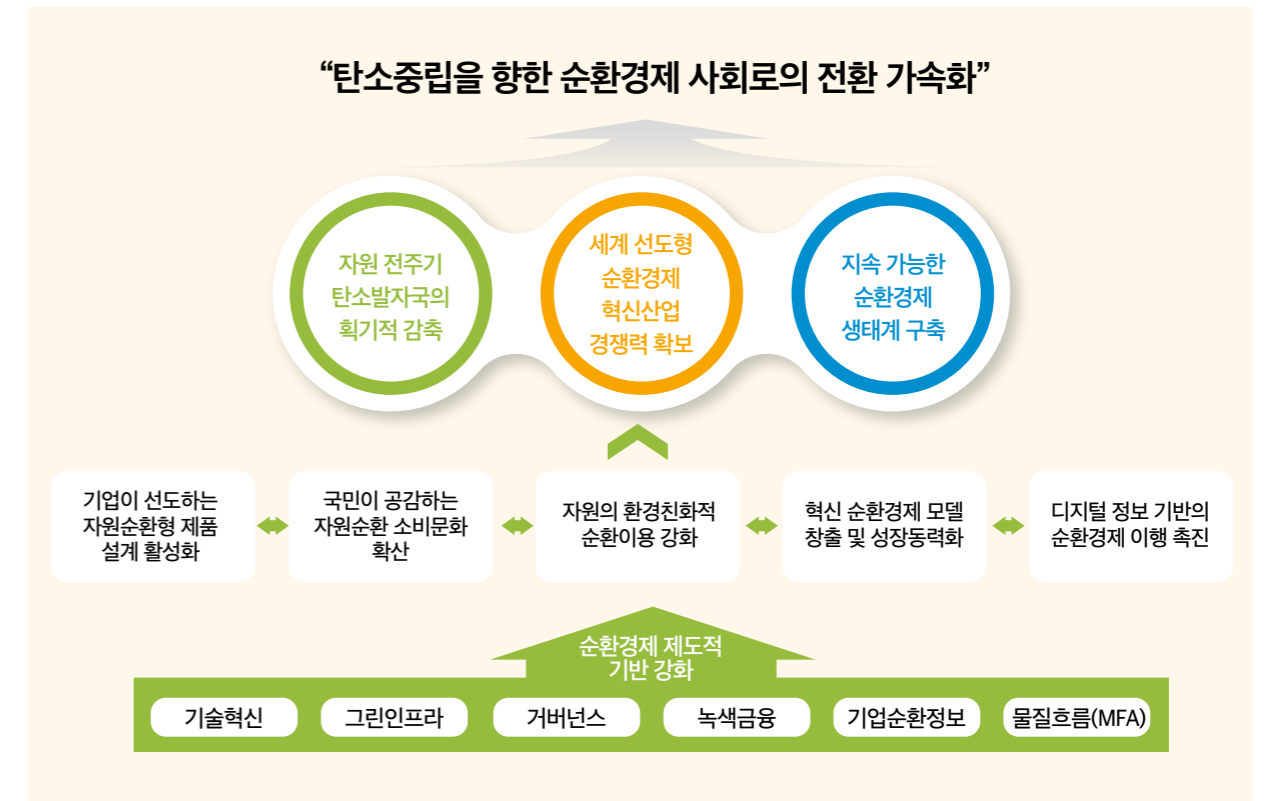 “탄소중립을 향한 순환경제 사회로의 전환 가속화”
자원 전주기
탄소발자국의
획기적 감축
세계 선도형
순환경제
혁신산업
경쟁력 확보
지속 가능한
순환경제
생태계 구축
기업이 선도하는
자원순환형 제품
설계 활성화
국민이 공감하는
자원순환 소비문화
확산
자원의 환경친화적
순환이용 강화
혁신 순환경제 모델
창출 및 성장동력화
디지털 정보 기반의
순환경제 이행 촉진
순환경제 제도적
기반 강화
기술혁신
그린인프라
거버넌스
녹색금융
기업순환정보
물질흐름(MFA)